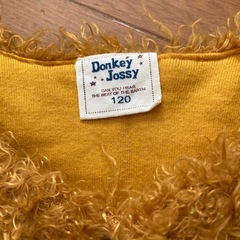 Donkey
Jossy
CAN YOU HEAR
THE BEAT OF THE EARTH
120